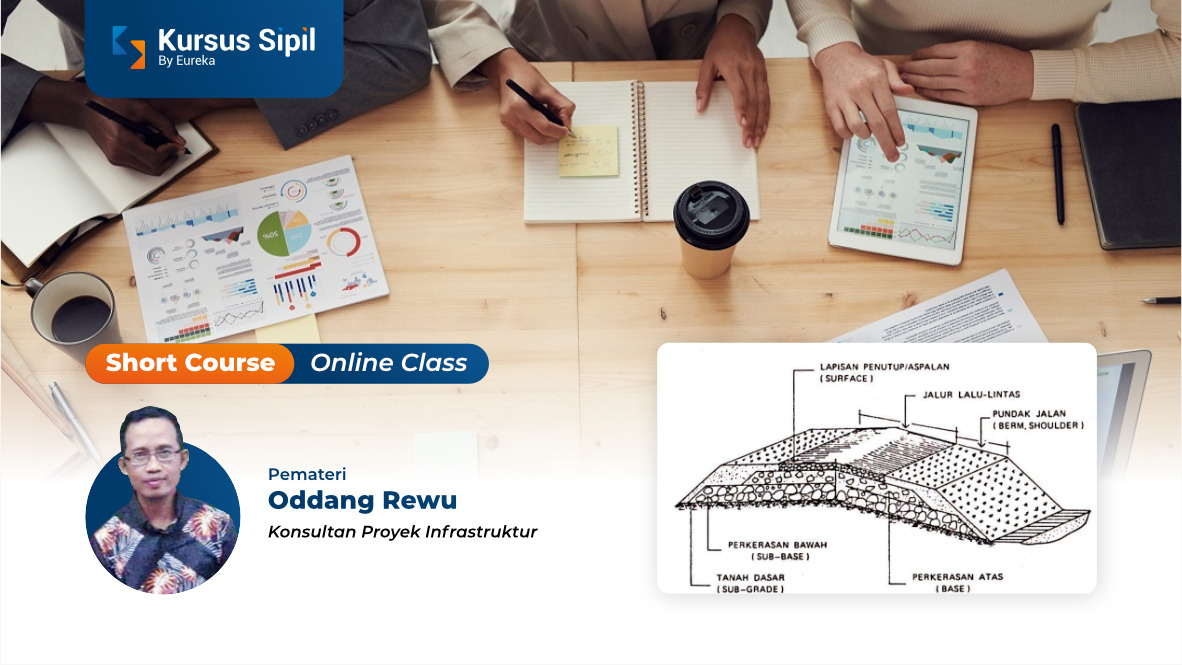 Kursus Sipil
By Eureka
50%
Short Course Online Class
Pemateri
Oddang Rewu
Konsultan Proyek Infrastruktur
LAPISAN PENUTUP/ASPALAN
(SURFACE)
JALUR LALU-LINTAS
PUNDAK JALAN
(BERM, SHOULDER)
PERKERASAN BAWAH
(SUB-BASE)
TANAH DASAR
(SUB-GRADE)
PERKERASAN ATAS
(BASE)